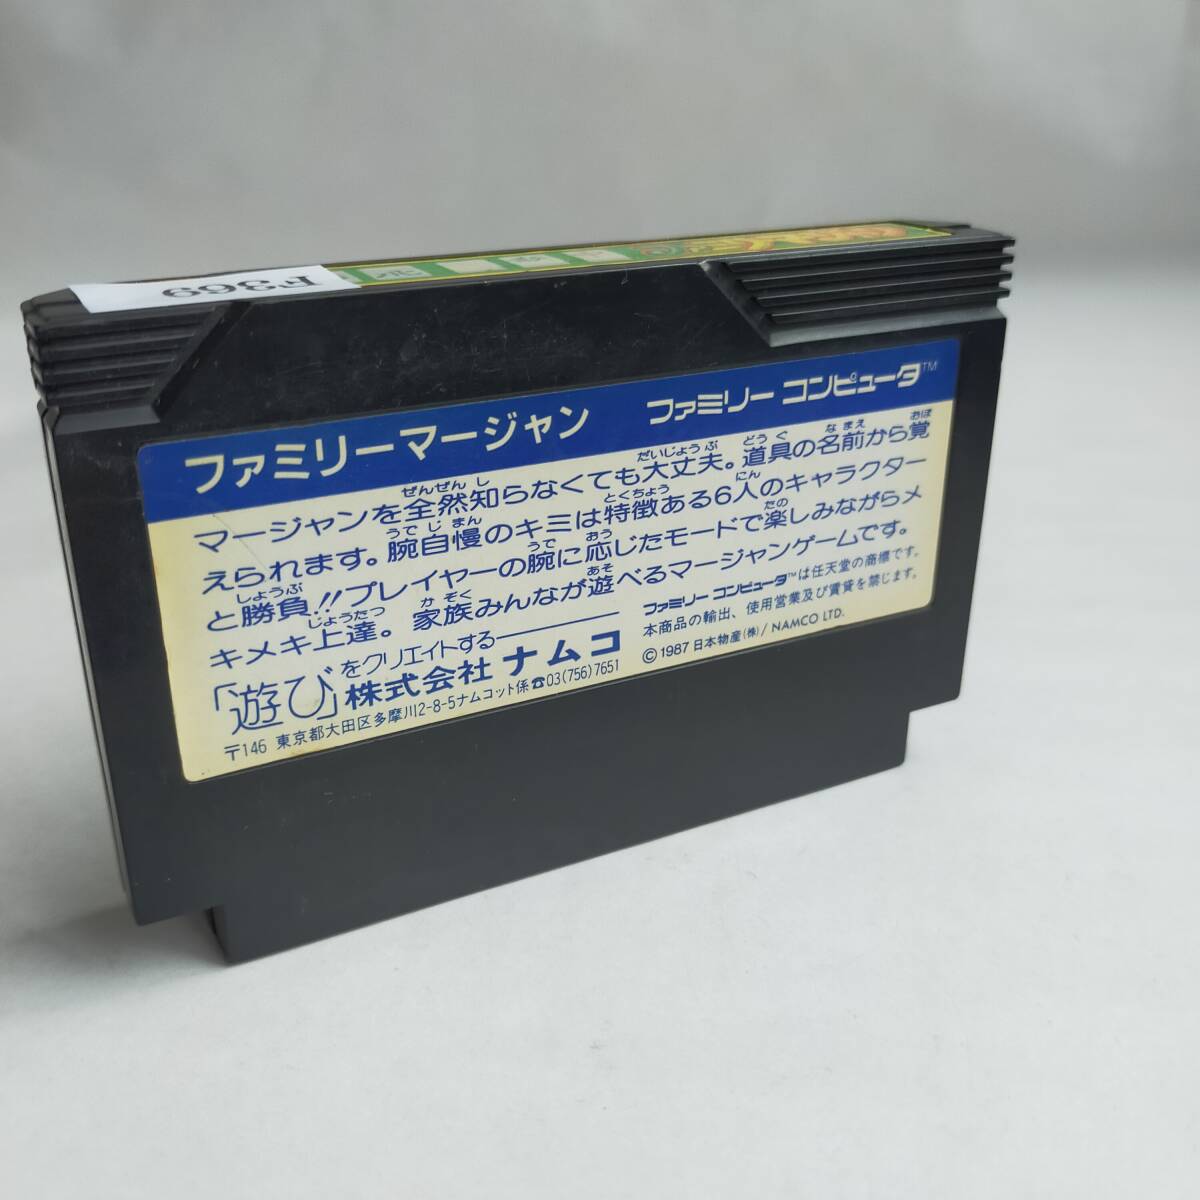 F369
ファミリーマージャン ファミリー コンピュータ™
マージャンを全然知らなくても大丈夫。道具の名前から覚
えられます。腕自慢のキミは特徴ある6人のキャラクター
と勝負!!プレイヤーの腕に応じたモードで楽しみながらメ
キメキ上達。家族みんなが遊べるマージャンゲームです。
「遊び」をクリエイトする
株式会社 ナムコ
〒146 東京都大田区多摩川2-8-5ナムコット係☎03(756)7651
ファミリー コンピュータ™は任天堂の商標です。
本商品の輸出、使用営業及び賃貸を禁じます。
©1987 日本物産(株)/ NAMCO LTD.